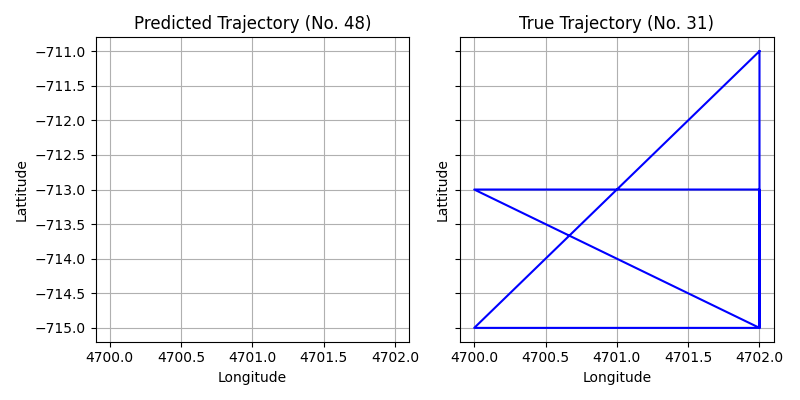 Predicted Trajectory (No. 48)
True Trajectory (No. 31)
Lattitude
−711.0
−711.5
−712.0
−712.5
−713.0
−713.5
−714.0
−714.5
−715.0
4700.0 4700.5 4701.0 4701.5 4702.0
Longitude
Lattitude
4700.0 4700.5 4701.0 4701.5 4702.0
Longitude